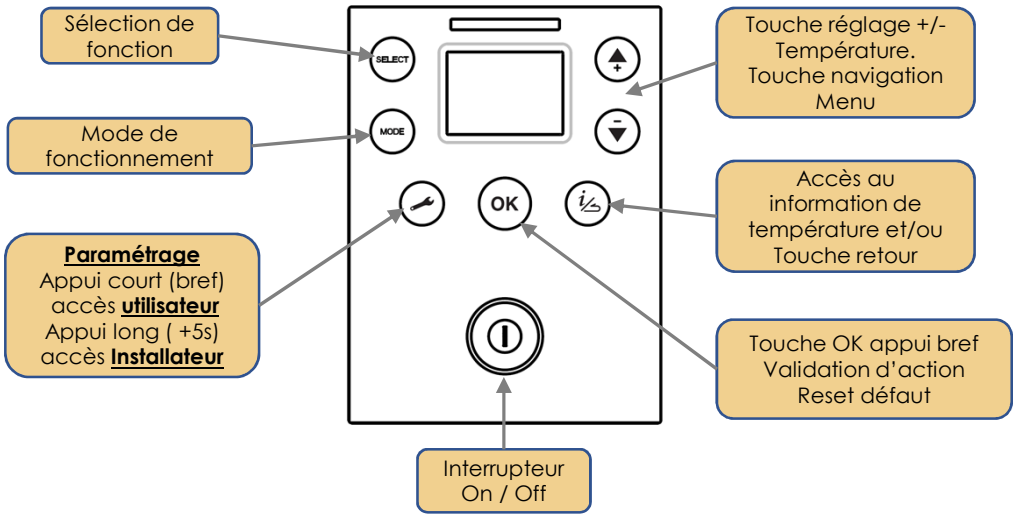 Sélection de
fonction
SELECT
Touche réglage +/-
Température.
Touche navigation
Menu
+
Mode de
fonctionnement
MODE
-
OK
i
Accès au
information de
température et/ou
Touche retour
Paramétrage
Appui court (bref)
accès utilisateur
Appui long ( +5s)
accès Installateur
Touche OK appui bref
Validation d’action
Reset défaut
Interrupteur
On / Off